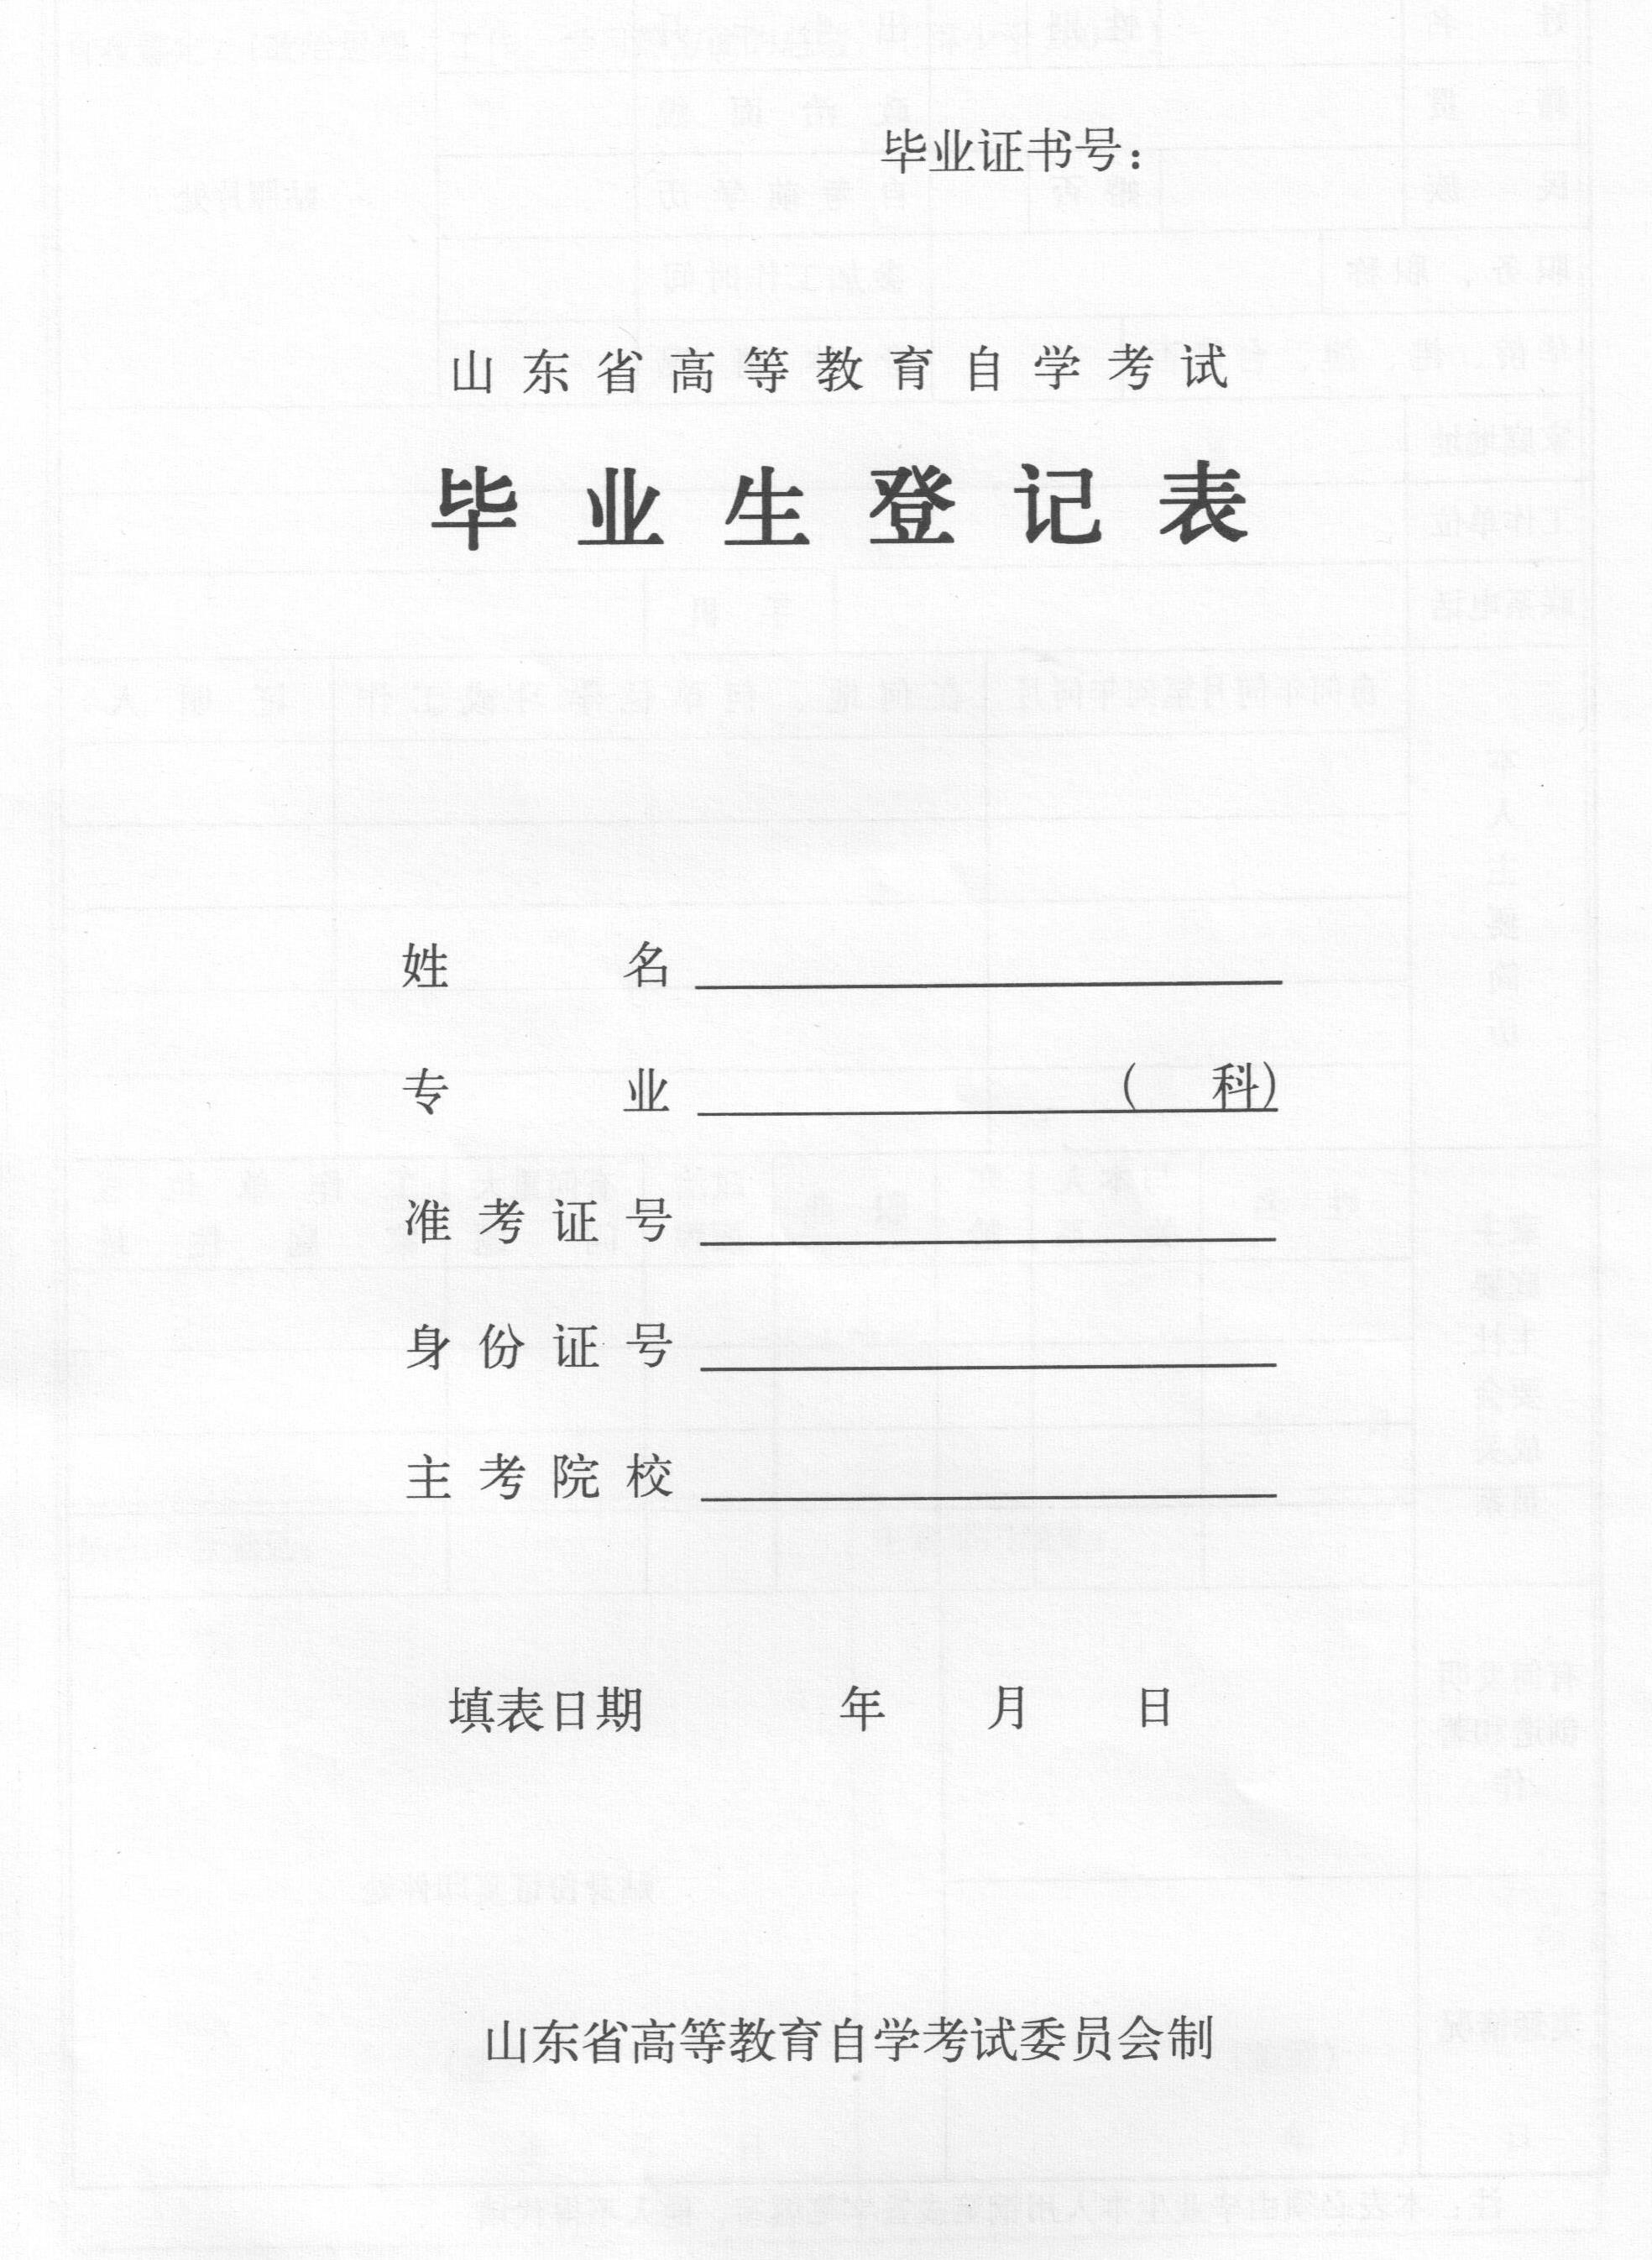 毕业证书号：
山东省高等教育自学考试
毕业生登记表
姓名
专业（ 科）
准考证号
身份证号
主考院校
填表日期 年 月 日
山东省高等教育自学考试委员会制